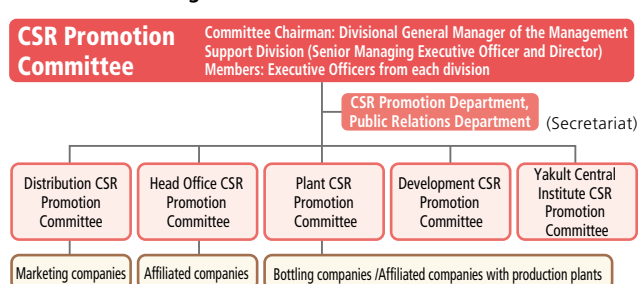 CSR Promotion
Committee
Committee Chairman: Divisional General Manager of the Management
Support Division (Senior Managing Executive Officer and Director)
Members: Executive Officers from each division
CSR Promotion Department,
Public Relations Department
(Secretariat)
Distribution CSR
Promotion
Committee
Head Office CSR
Promotion
Committee
Plant CSR
Promotion
Committee
Development CSR
Promotion
Committee
Yakult Central
Institute CSR
Promotion
Committee
Marketing companies
Affiliated companies
Bottling companies /Affiliated companies with production plants